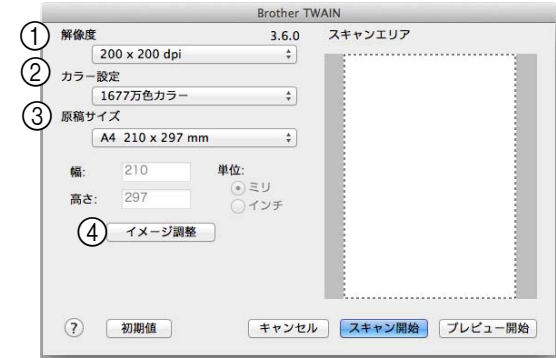 Brother TWAIN
① 解像度 3.6.0 スキャンエリア
200 x 200 dpi
② カラー設定
1677万色カラー
③ 原稿サイズ
A4 210 x 297 mm
幅: 210 単位:
ミリ
高さ: 297
インチ
④ イメージ調整
? 初期値 キャンセル スキャン開始 プレビュー開始